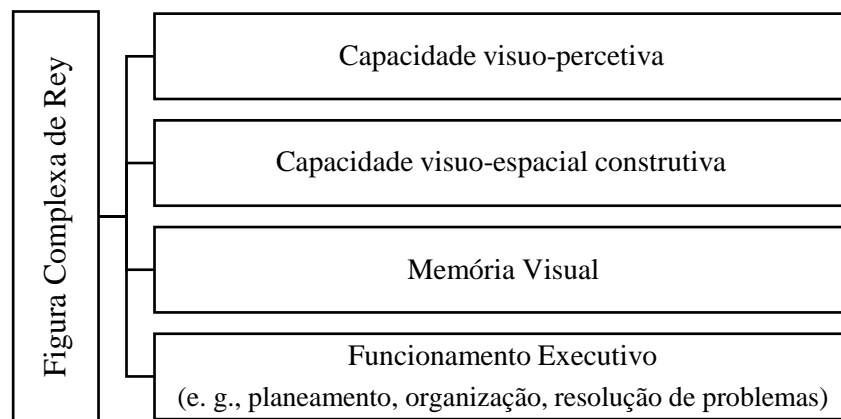 Figura Complexa de Rey
Capacidade visuo-percetiva
Capacidade visuo-espacial construtiva
Memória Visual
Funcionamento Executivo
(e. g., planeamento, organização, resolução de problemas)